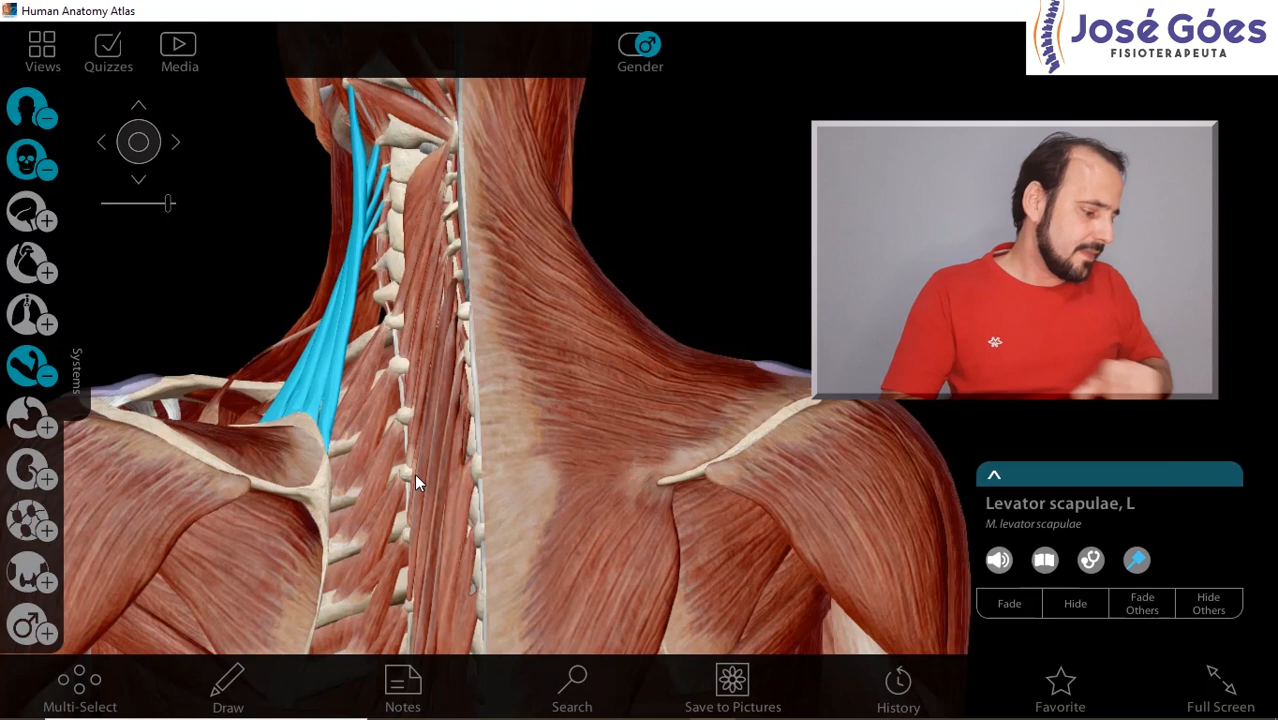 Human Anatomy Atlas
José Góes
FISIOTERAPEUTA
Views
Quizzes
Media
Gender
Systems
Levator scapulae, L
M. levator scapulae
Fade
Hide
Fade
Others
Hide
Others
Multi-Select
Draw
Notes
Search
Save to Pictures
History
Favorite
Full Screen